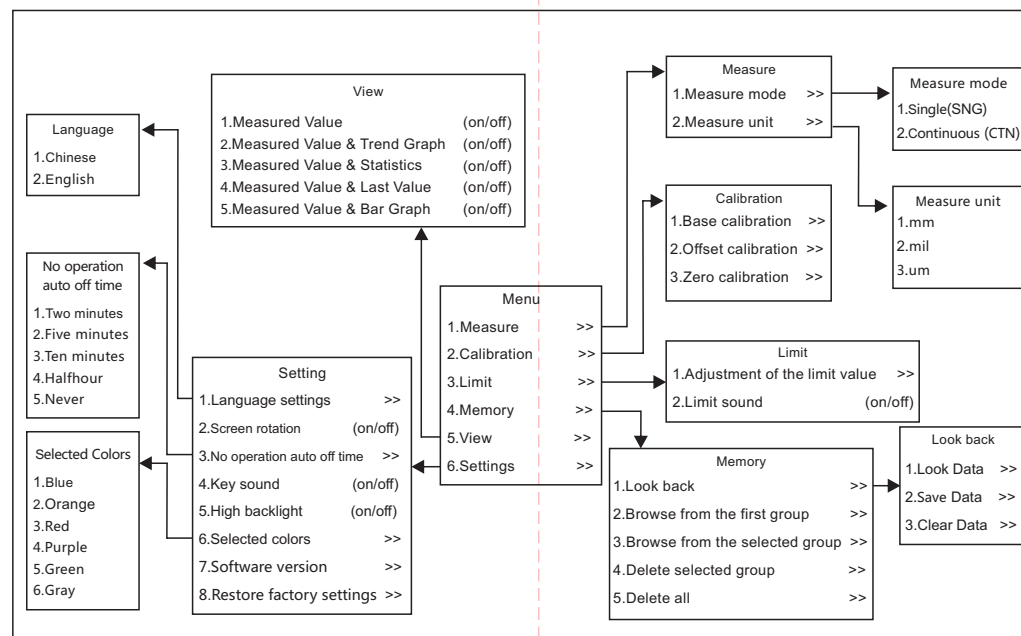 View
1.Measured Value (on/off)
2.Measured Value & Trend Graph (on/off)
3.Measured Value & Statistics (on/off)
4.Measured Value & Last Value (on/off)
5.Measured Value & Bar Graph (on/off)
Language
1.Chinese
2.English
No operation
auto off time
1.Two minutes
2.Five minutes
3.Ten minutes
4.Halfhour
5.Never
Selected Colors
1.Blue
2.Orange
3.Red
4.Purple
5.Green
6.Gray
Setting
1.Language settings >>
2.Screen rotation (on/off)
3.No operation auto off time >>
4.Key sound (on/off)
5.High backlight (on/off)
6.Selected colors >>
7.Software version >>
8.Restore factory settings >>
Menu
1.Measure >>
2.Calibration >>
3.Limit >>
4.Memory >>
5.View >>
6.Settings >>
Measure
1.Measure mode >>
2.Measure unit >>
Measure mode
1.Single(SNG)
2.Continuous (CTN)
Measure unit
1.mm
2.mil
3.um
Calibration
1.Base calibration >>
2.Offset calibration >>
3.Zero calibration >>
Limit
1.Adjustment of the limit value >>
2.Limit sound (on/off)
Memory
1.Look back >>
2.Browse from the first group >>
3.Browse from the selected group >>
4.Delete selected group >>
5.Delete all >>
Look back
1.Look Data >>
2.Save Data >>
3.Clear Data >>